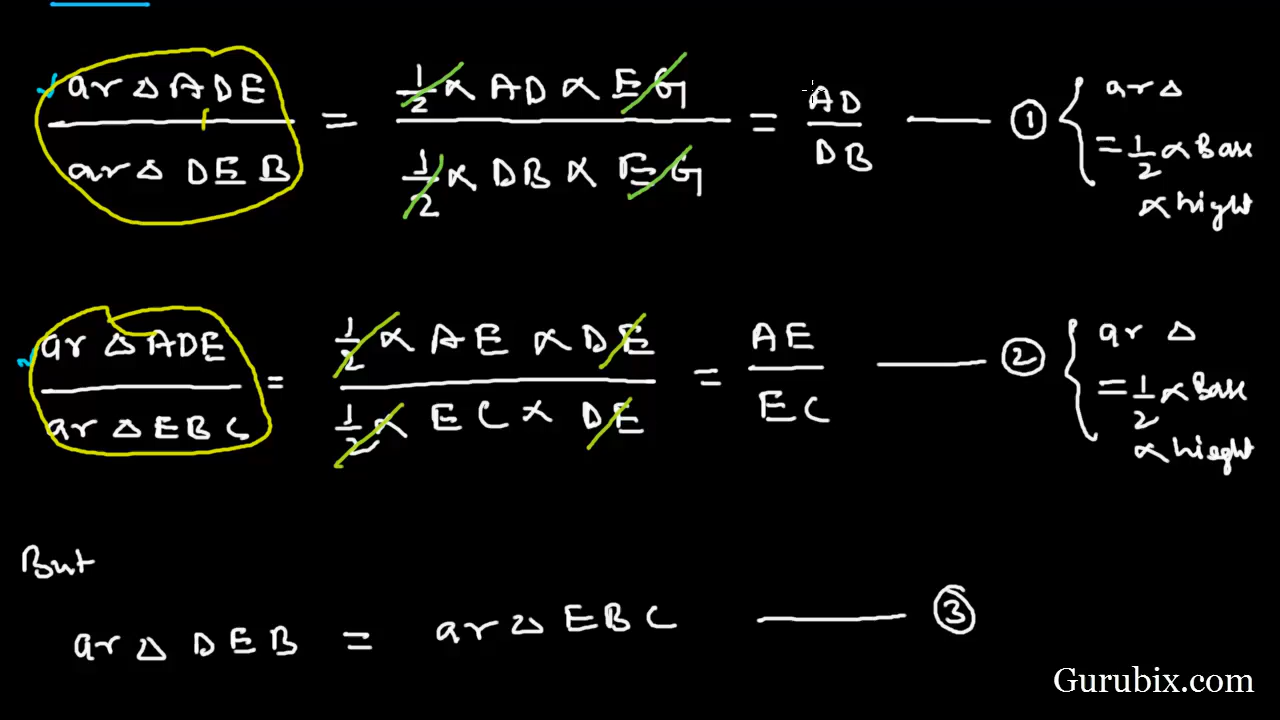 ar △ ADE / ar △ DEB = 1/2 × AD × EG / 1/2 × DB × EG = AD / DB —— ① { ar △
= 1/2 × Base
× hight
ar △ ADE / ar △ EBC = 1/2 × AE × DE / 1/2 × EC × DE = AE / EC —— ② { ar △
= 1/2 × Base
× hieght
But
ar △ DEB = ar △ EBC —— ③
Gurubix.com